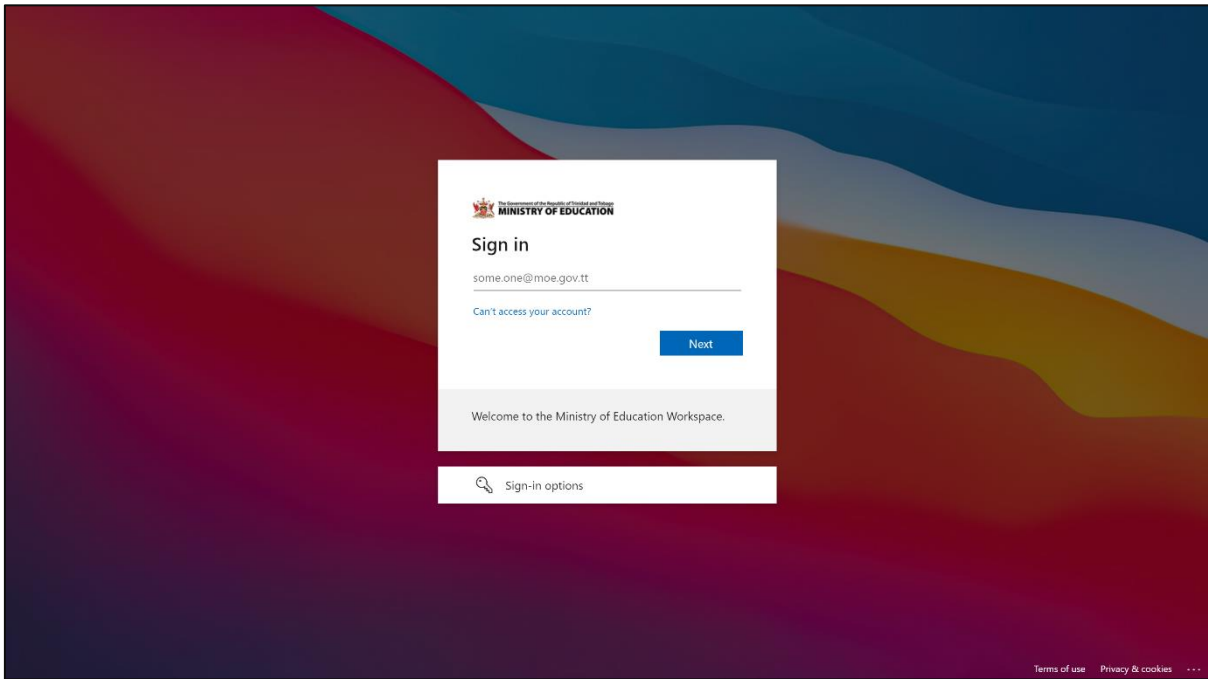 The Government of the Republic of Trinidad and Tobago
MINISTRY OF EDUCATION
Sign in
some.one@moe.gov.tt
Can't access your account?
Next
Welcome to the Ministry of Education Workspace.
Sign-in options
Terms of use Privacy & cookies ...